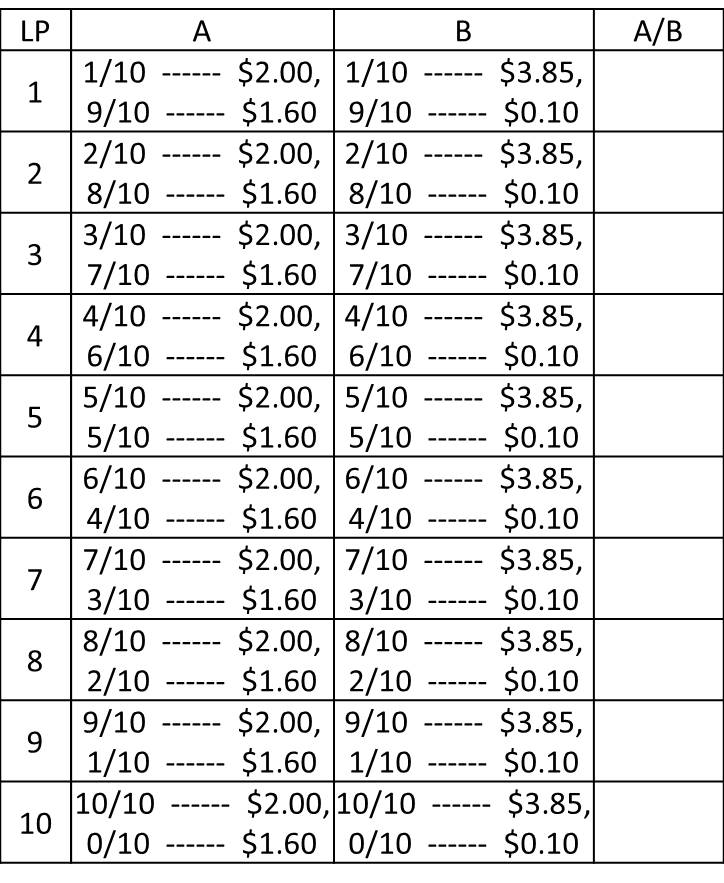 LP A B A/B
1 1/10 ------ $2.00, 1/10 ------ $3.85,
9/10 ------ $1.60 9/10 ------ $0.10
2 2/10 ------ $2.00, 2/10 ------ $3.85,
8/10 ------ $1.60 8/10 ------ $0.10
3 3/10 ------ $2.00, 3/10 ------ $3.85,
7/10 ------ $1.60 7/10 ------ $0.10
4 4/10 ------ $2.00, 4/10 ------ $3.85,
6/10 ------ $1.60 6/10 ------ $0.10
5 5/10 ------ $2.00, 5/10 ------ $3.85,
5/10 ------ $1.60 5/10 ------ $0.10
6 6/10 ------ $2.00, 6/10 ------ $3.85,
4/10 ------ $1.60 4/10 ------ $0.10
7 7/10 ------ $2.00, 7/10 ------ $3.85,
3/10 ------ $1.60 3/10 ------ $0.10
8 8/10 ------ $2.00, 8/10 ------ $3.85,
2/10 ------ $1.60 2/10 ------ $0.10
9 9/10 ------ $2.00, 9/10 ------ $3.85,
1/10 ------ $1.60 1/10 ------ $0.10
10 10/10 ------ $2.00, 10/10 ------ $3.85,
0/10 ------ $1.60 0/10 ------ $0.10